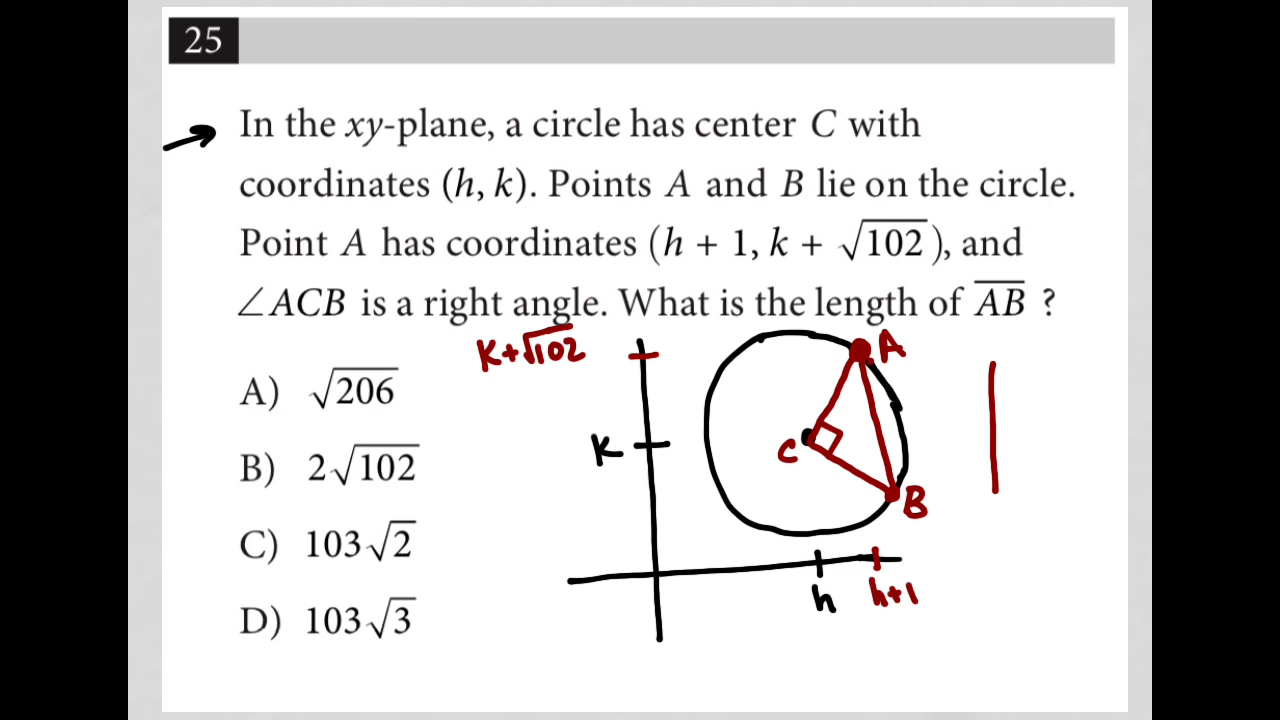 25
In the xy-plane, a circle has center C with
coordinates (h, k). Points A and B lie on the circle.
Point A has coordinates (h + 1, k + √102), and
∠ACB is a right angle. What is the length of A̅B̅ ?
A) √206
B) 2√102
C) 103√2
D) 103√3
K+√102
A
K
C
B
h
h+1